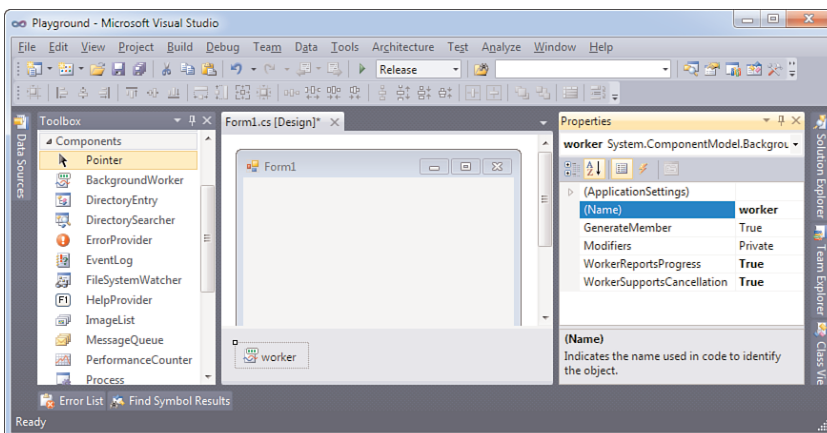 Playground - Microsoft Visual Studio
File Edit View Project Build Debug Team Data Tools Architecture Test Analyze Window Help
Release
Data Sources
Toolbox
Components
Pointer
BackgroundWorker
DirectoryEntry
DirectorySearcher
ErrorProvider
EventLog
FileSystemWatcher
F1 HelpProvider
ImageList
MessageQueue
PerformanceCounter
Process
Form1.cs [Design]*
Form1
worker
Properties
worker System.ComponentModel.Backgrou
(ApplicationSettings)
(Name) worker
GenerateMember True
Modifiers Private
WorkerReportsProgress True
WorkerSupportsCancellation True
(Name)
Indicates the name used in code to identify
the object.
Solution Explorer
Team Explorer
Class Vie
Error List Find Symbol Results
Ready